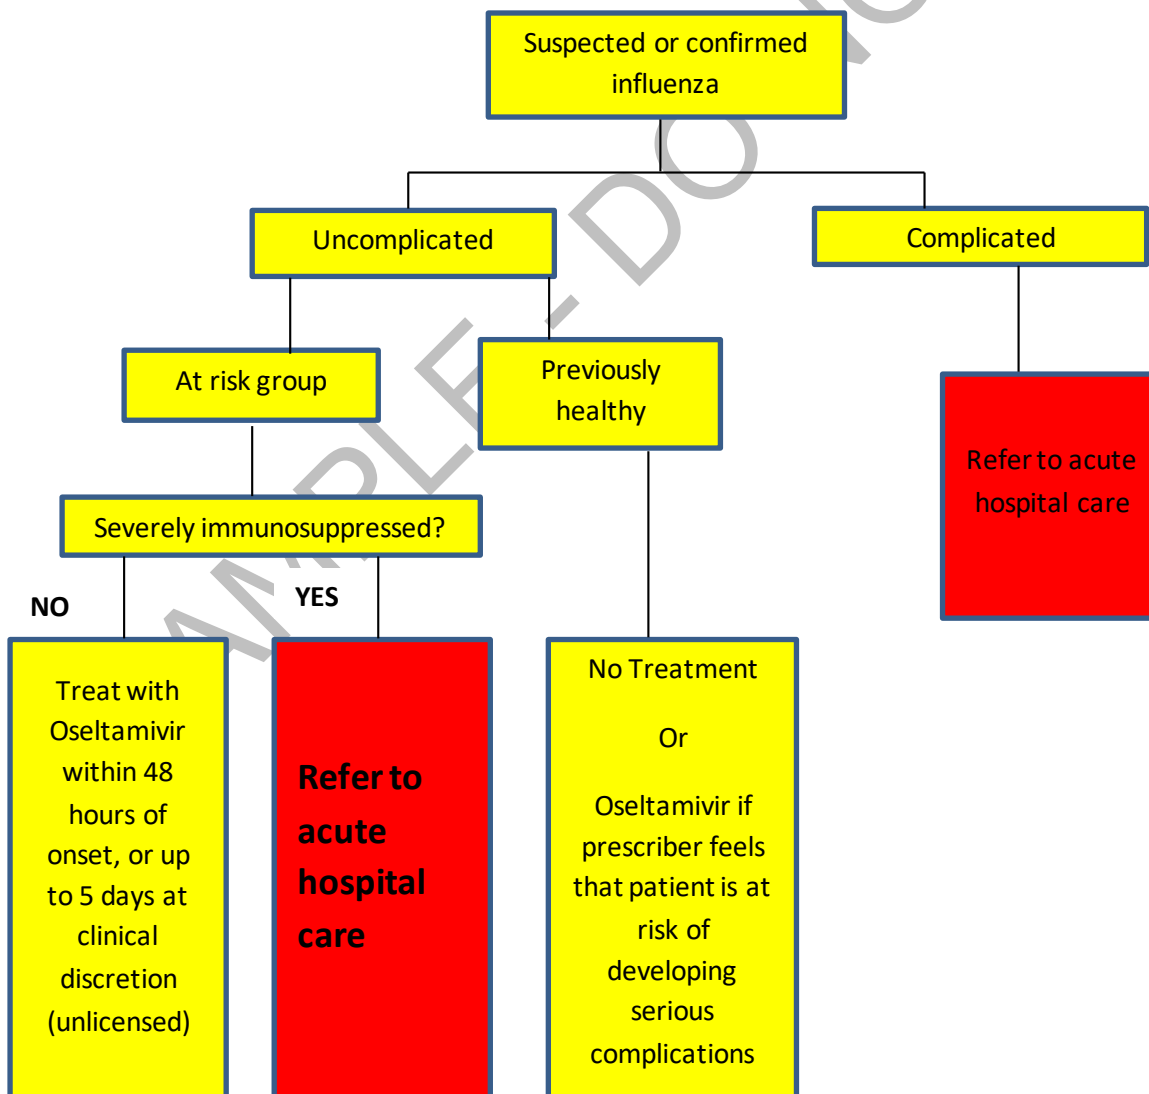 Suspected or confirmed
influenza
Uncomplicated
Complicated
At risk group
Previously
healthy
Refer to acute
hospital care
Severely immunosuppressed?
NO
YES
Treat with
Oseltamivir
within 48
hours of
onset, or up
to 5 days at
clinical
discretion
(unlicensed)
Refer to
acute
hospital
care
No Treatment
Or
Oseltamivir if
prescriber feels
that patient is at
risk of
developing
serious
complications
AMPLE - DO